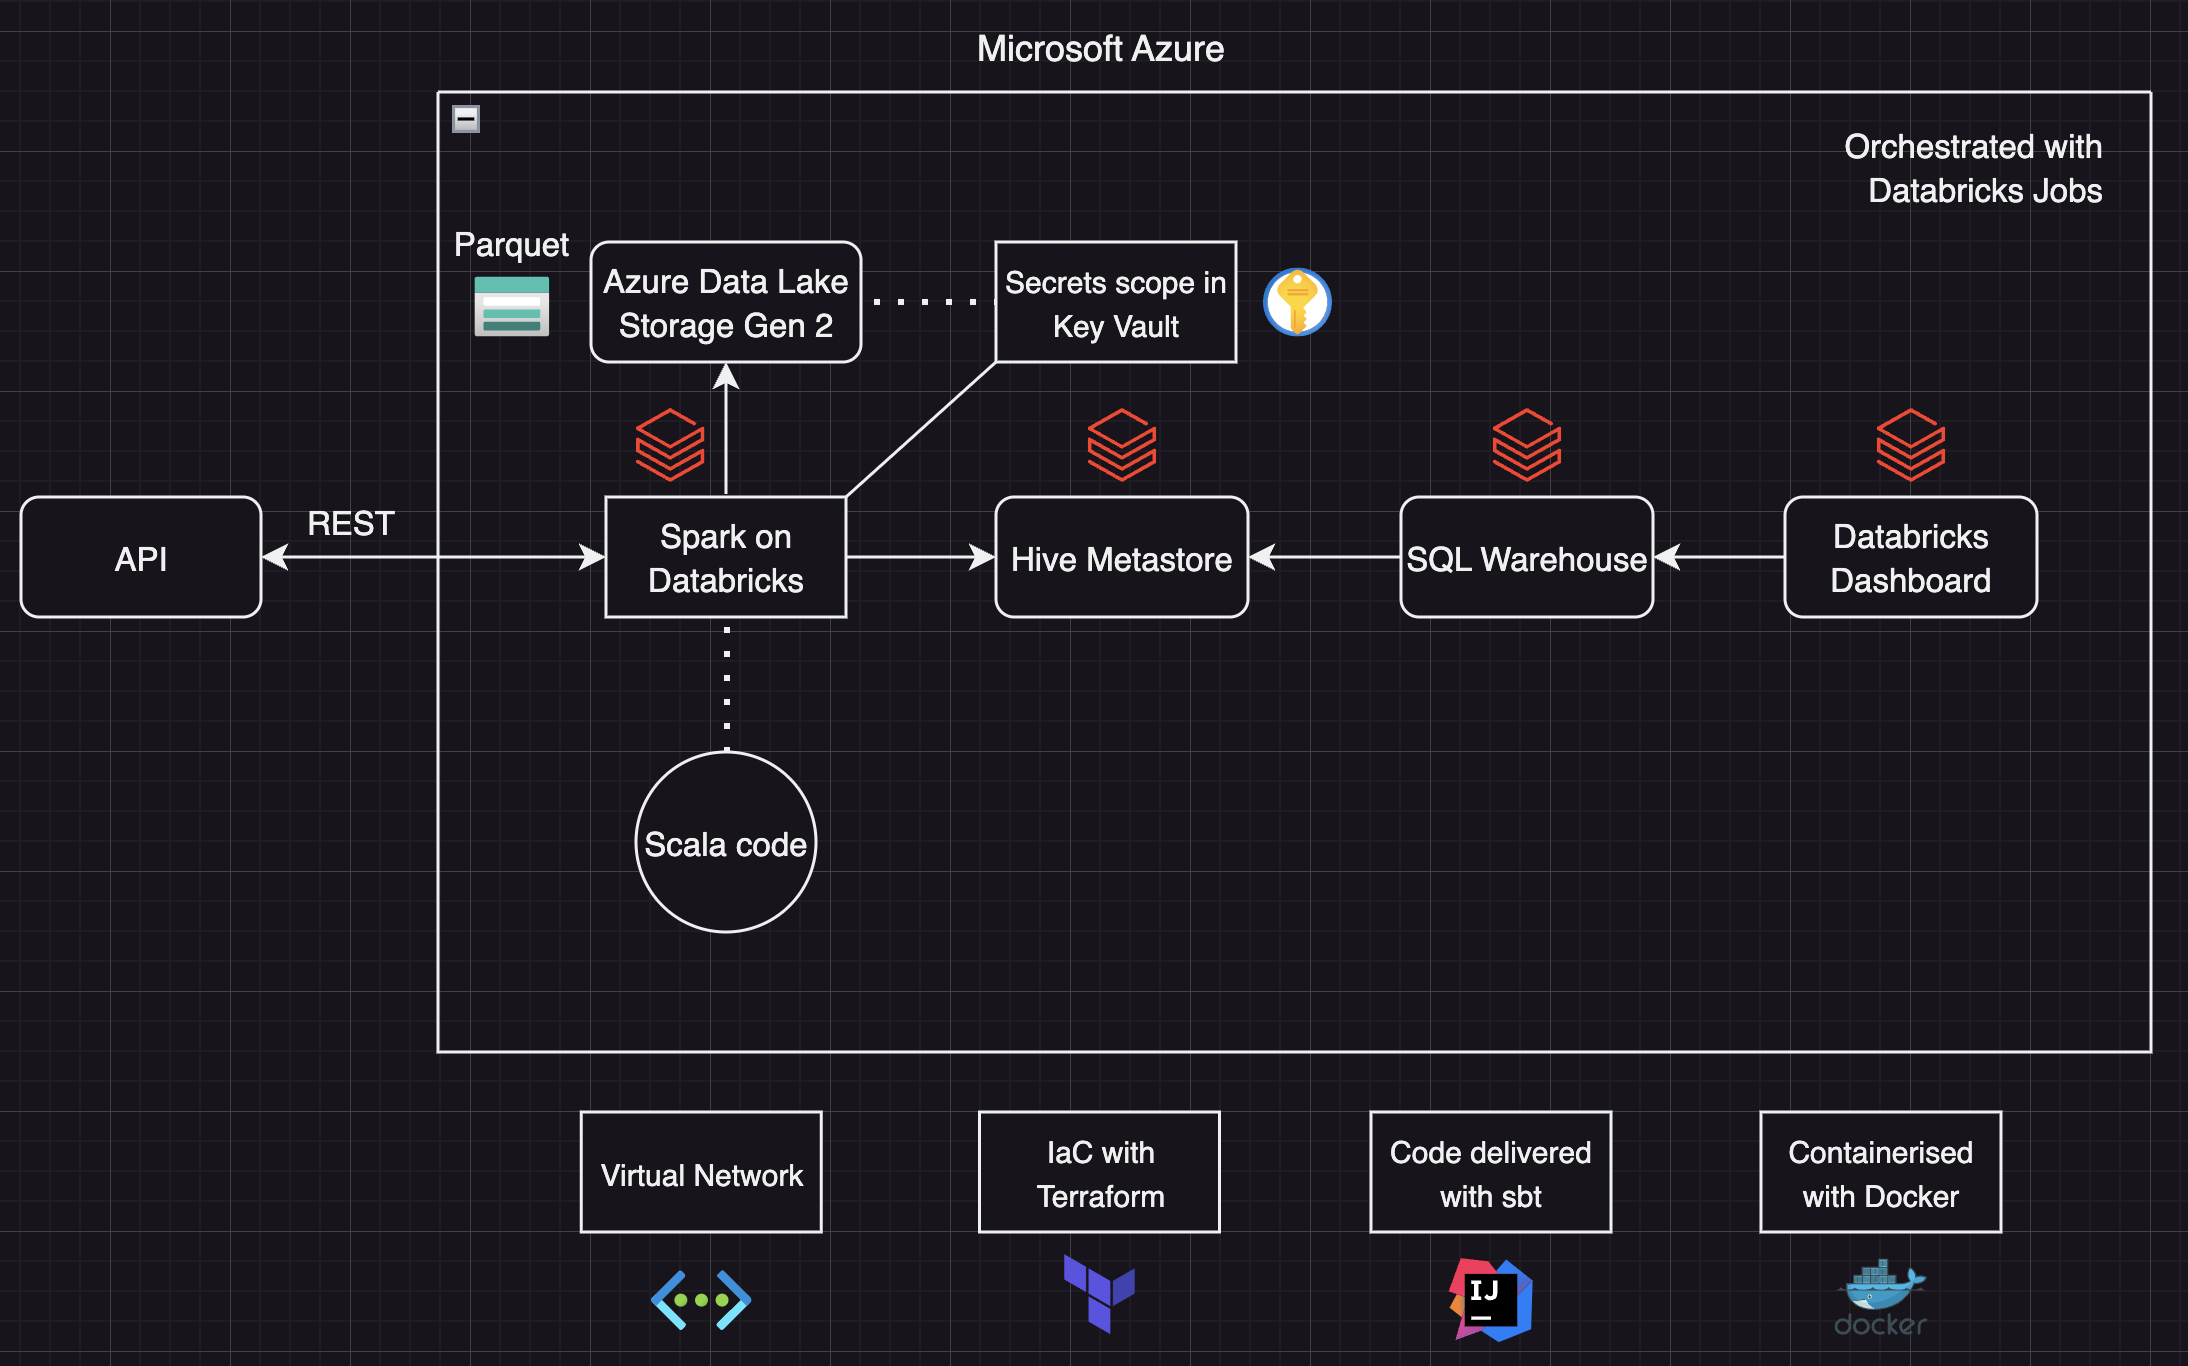 Microsoft Azure
Orchestrated with
Databricks Jobs
Parquet
Azure Data Lake
Storage Gen 2
Secrets scope in
Key Vault
API
REST
Spark on
Databricks
Hive Metastore
SQL Warehouse
Databricks
Dashboard
Scala code
Virtual Network
IaC with
Terraform
Code delivered
with sbt
Containerised
with Docker
IJ
docker